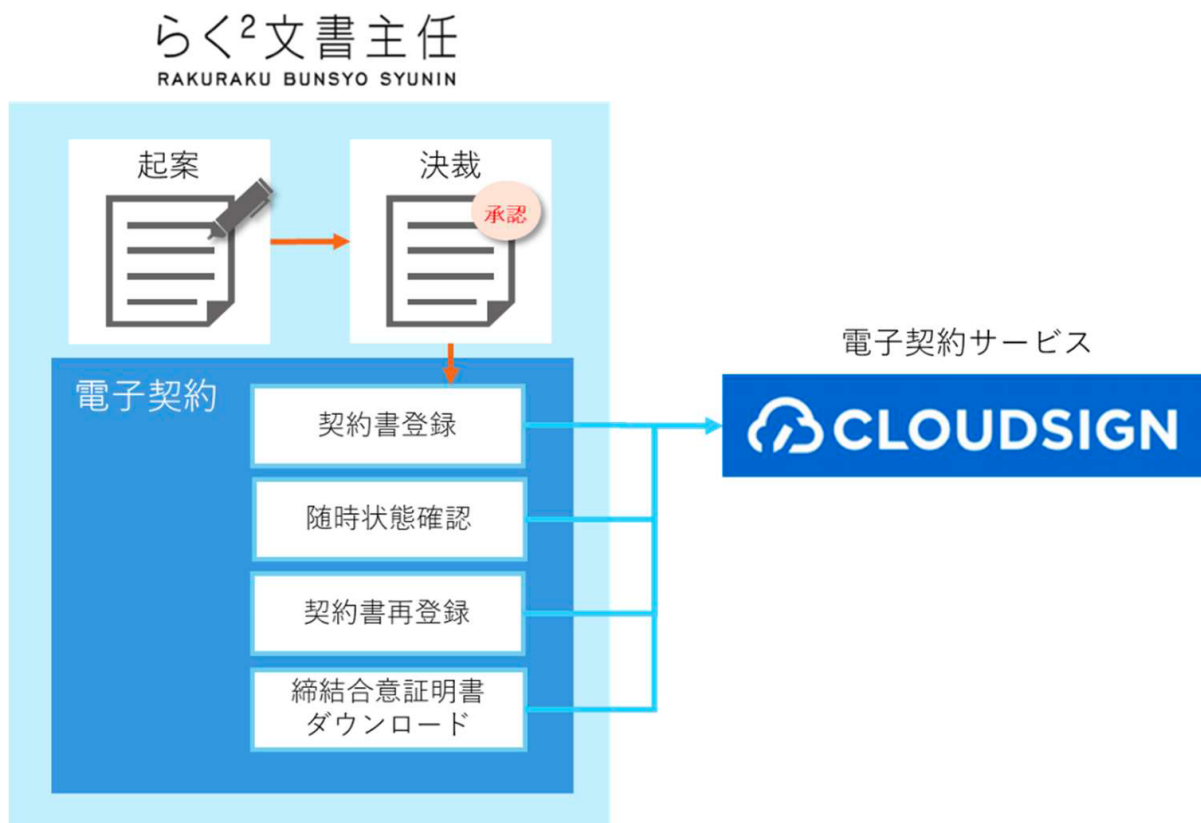 らく²文書主任
RAKURAKU BUNSYO SYUNIN
起案
決裁
承認
電子契約
契約書登録
随時状態確認
契約書再登録
締結合意証明書
ダウンロード
電子契約サービス
CLOUDSIGN